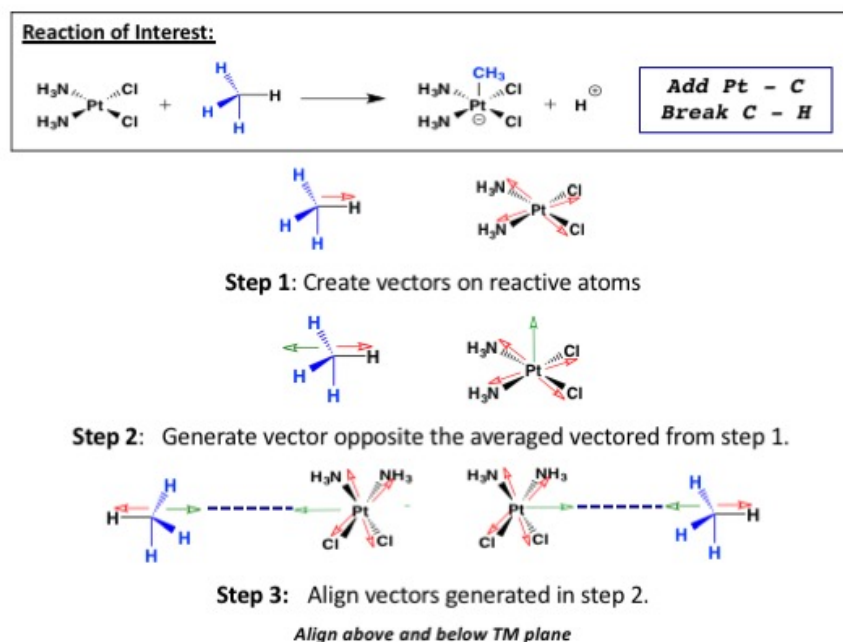 Reaction of Interest:
H₃N Cl H CH₃ H₃N Cl
Pt + H H → Pt + H⊕ Add Pt – C
H₃N Cl H H₃N ⊖ Cl Break C – H
H H₃N Cl
H H Pt
H H₃N Cl
Step 1: Create vectors on reactive atoms
H H₃N Cl
H H Pt
H H₃N Cl
Step 2: Generate vector opposite the averaged vectored from step 1.
H₃N NH₃ H₃N NH₃
H H H Pt Pt H H
H Cl Cl Cl Cl H H
Step 3: Align vectors generated in step 2.
Align above and below TM plane